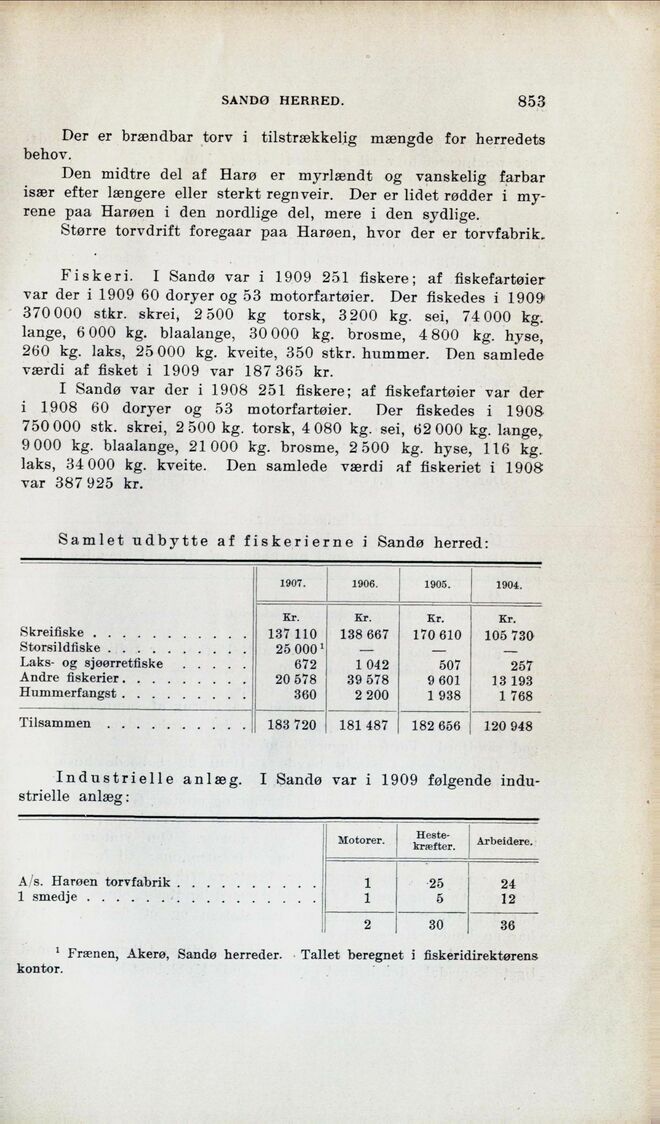 SANDØ HERRED. 853
Der er brændbar torv i tilstrækkelig mængde for herredets
behov.
Den midtre del af Harø er myrlændt og vanskelig farbar
især efter længere eller sterkt regnveir. Der er lidet rødder i my-
rene paa Harøen i den nordlige del, mere i den sydlige.
Større torvdrift foregaar paa Harøen, hvor der er torvfabrik.
Fiskeri. I Sandø var i 1909 251 fiskere; af fiskefartøier
var der i 1909 60 doryer og 53 motorfartøier. Der fiskedes i 1909
370 000 stkr. skrei, 2 500 kg torsk, 3200 kg. sei, 74 000 kg.
lange, 6 000 kg. blaalange, 30 000 kg. brosme, 4 800 kg. hyse,
260 kg. laks, 25 000 kg. kveite, 350 stkr. hummer. Den samlede
værdi af fisket i 1909 var 187 365 kr.
I Sandø var der i 1908 251 fiskere; af fiskefartøier var der
i 1908 60 doryer og 53 motorfartøier. Der fiskedes i 1908
750 000 stk. skrei, 2 500 kg. torsk, 4 080 kg. sei, 62 000 kg. lange,
9 000 kg. blaalange, 21 000 kg. brosme, 2 500 kg. hyse, 116 kg.
laks, 34 000 kg. kveite. Den samlede værdi af fiskeriet i 1908
var 387 925 kr.
Samlet udbytte af fiskerierne i Sandø herred:
1907. 1906. 1905. 1904.
Kr. Kr. Kr. Kr.
Skreifiske . . . . . . . . . . . 137 110 138 667 170 610 105 730
Storsildfiske . . . . . . . . . . 25 000¹ — — —
Laks- og sjøørretfiske . . . . . 672 1 042 507 257
Andre fiskerier. . . . . . . . . 20 578 39 578 9 601 13 193
Hummerfangst . . . . . . . . . 360 2 200 1 938 1 768
Tilsammen . . . . . . . . . . 183 720 181 487 182 656 120 948
Industrielle anlæg. I Sandø var i 1909 følgende indu-
strielle anlæg:
Motorer. Heste-kræfter. Arbeidere.
A/s. Harøen torvfabrik . . . . . . . . . . 1 25 24
1 smedje . . . . . . . . . . . . . . . . 1 5 12
2 30 36
¹ Frænen, Akerø, Sandø herreder. Tallet beregnet i fiskeridirektørens
kontor.